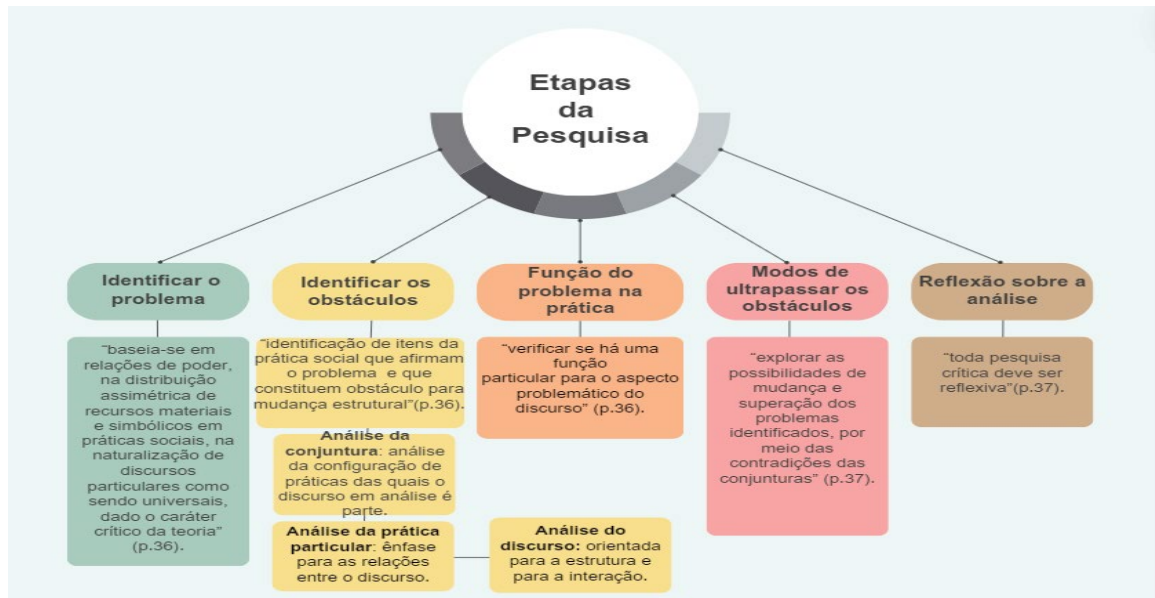 Etapas
da
Pesquisa
Identificar o
problema
“baseia-se em
relações de poder,
na distribuição
assimétrica de
recursos materiais
e simbólicos em
práticas sociais, na
naturalização de
discursos
particulares como
sendo universais,
dado o caráter
crítico da teoria”
(p.36).
Identificar os
obstáculos
“identificação de itens da
prática social que afirmam
o problema e que
constituem obstáculo para
mudança estrutural”(p.36).
Análise da
conjuntura: análise
da configuração de
práticas das quais o
discurso em análise é
parte.
Análise da prática
particular: ênfase
para as relações
entre o discurso.
Análise do
discurso: orientada
para a estrutura e
para a interação.
Função do
problema na
prática
“verificar se há uma
função
particular para o aspecto
problemático do
discurso” (p.36).
Modos de
ultrapassar os
obstáculos
“explorar as
possibilidades de
mudança e
superação dos
problemas
identificados, por
meio das
contradições das
conjunturas” (p.37).
Reflexão sobre a
análise
“toda pesquisa
crítica deve ser
reflexiva”(p.37).